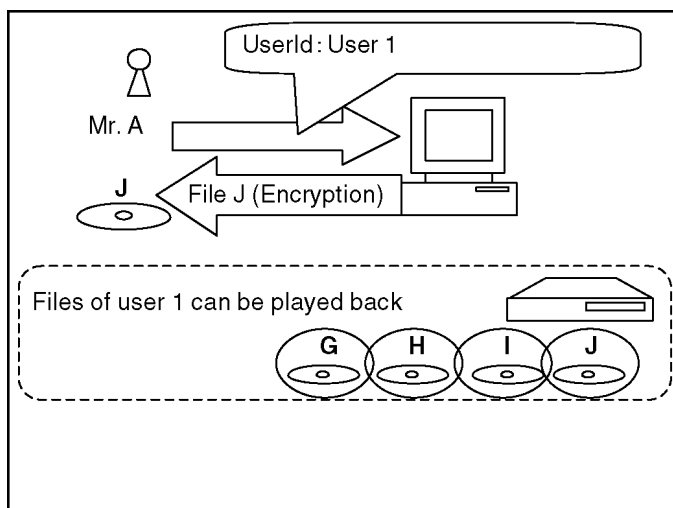 UserId: User 1
Mr. A
J
File J (Encryption)
Files of user 1 can be played back
G H I J